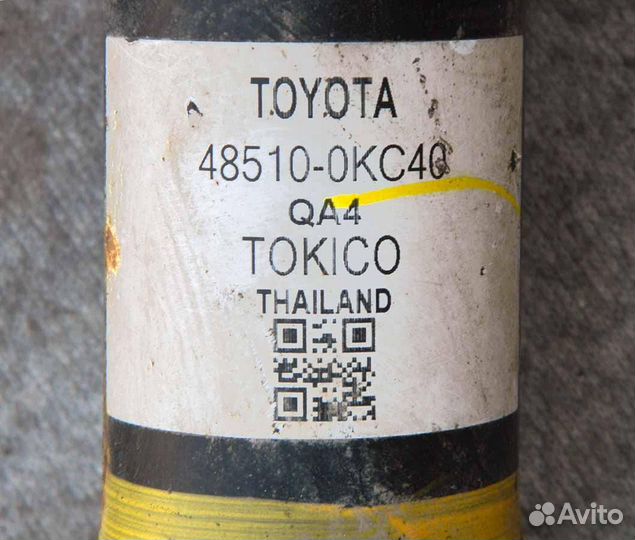 TOYOTA
48510-0KC40
QA4
TOKICO
THAILAND
Avito